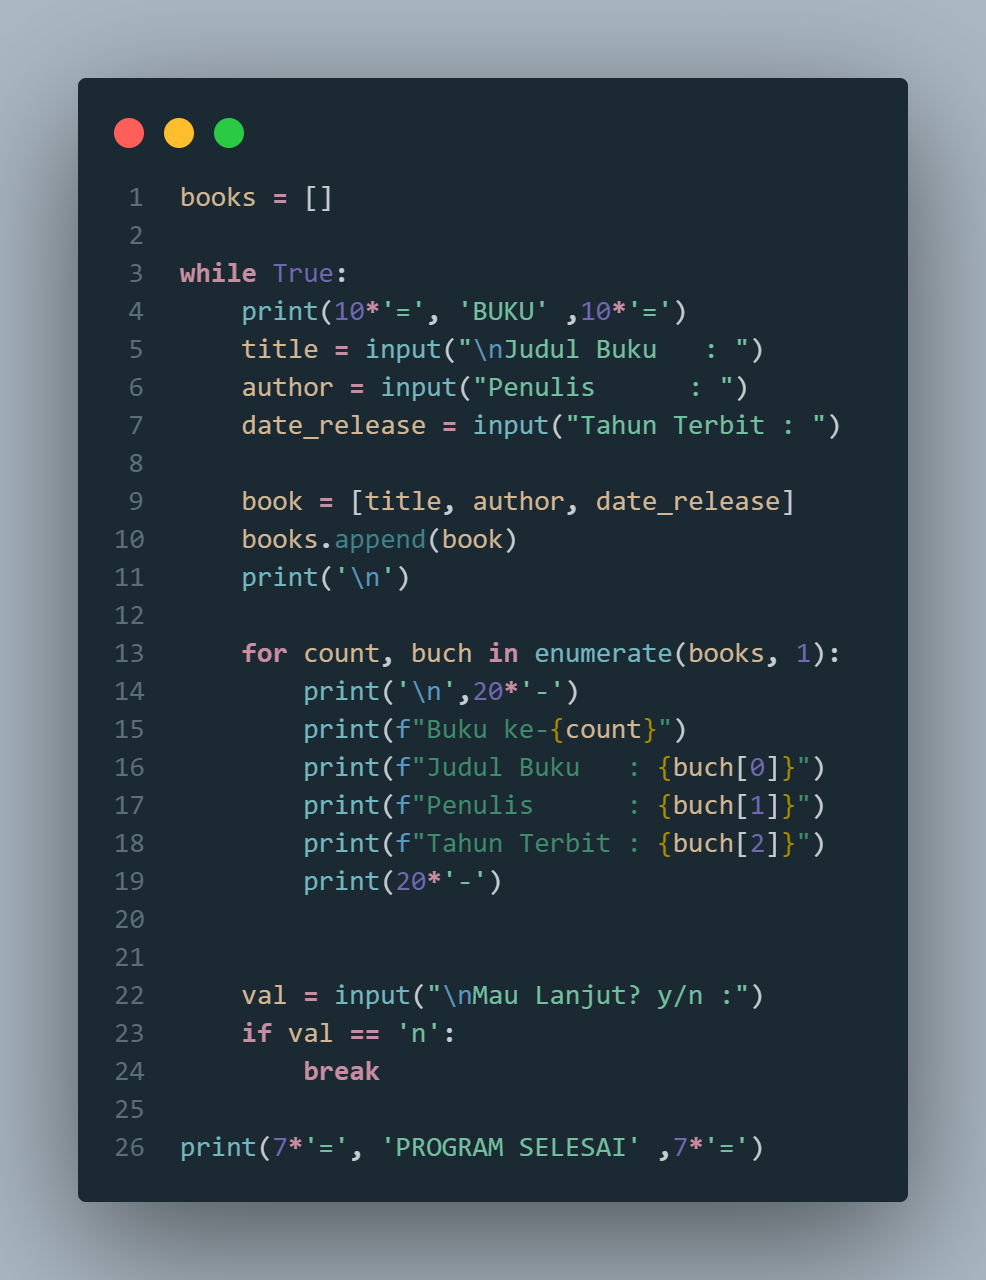 1 books = []
2
3 while True:
4     print(10*'=', 'BUKU' ,10*'=')
5     title = input("\nJudul Buku   : ")
6     author = input("Penulis      : ")
7     date_release = input("Tahun Terbit : ")
8
9     book = [title, author, date_release]
10     books.append(book)
11     print('\n')
12
13     for count, buch in enumerate(books, 1):
14         print('\n',20*'-')
15         print(f"Buku ke-{count}")
16         print(f"Judul Buku   : {buch[0]}")
17         print(f"Penulis      : {buch[1]}")
18         print(f"Tahun Terbit : {buch[2]}")
19         print(20*'-')
20
21
22     val = input("\nMau Lanjut? y/n :")
23     if val == 'n':
24         break
25
26 print(7*'=', 'PROGRAM SELESAI' ,7*'=')